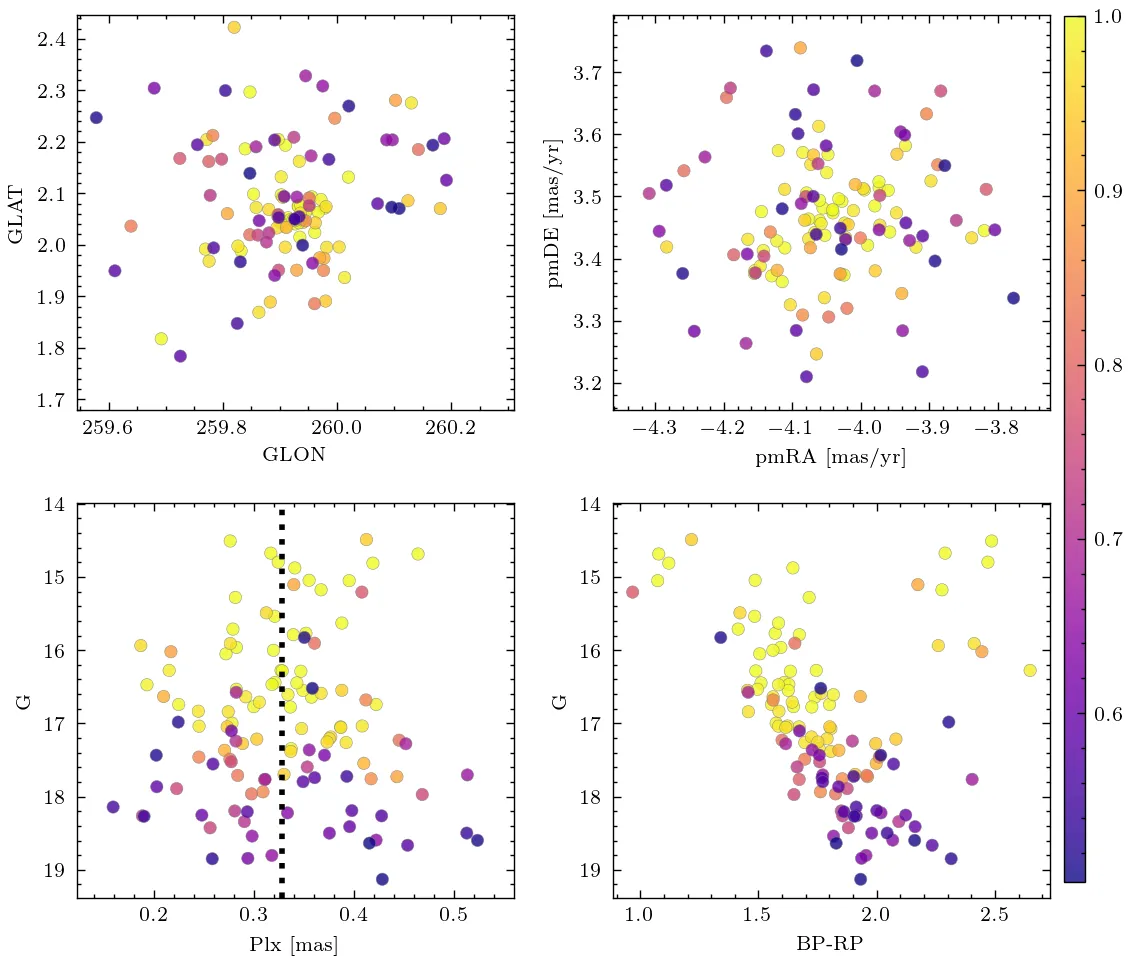 2.4
2.3
2.2
2.1
2.0
1.9
1.8
1.7
GLAT
259.6 259.8 260.0 260.2
GLON
3.7
3.6
3.5
3.4
3.3
3.2
pmDE [mas/yr]
−4.3 −4.2 −4.1 −4.0 −3.9 −3.8
pmRA [mas/yr]
1.0
0.9
0.8
0.7
0.6
14
15
16
17
18
19
G
0.2 0.3 0.4 0.5
Plx [mas]
14
15
16
17
18
19
G
1.0 1.5 2.0 2.5
BP-RP